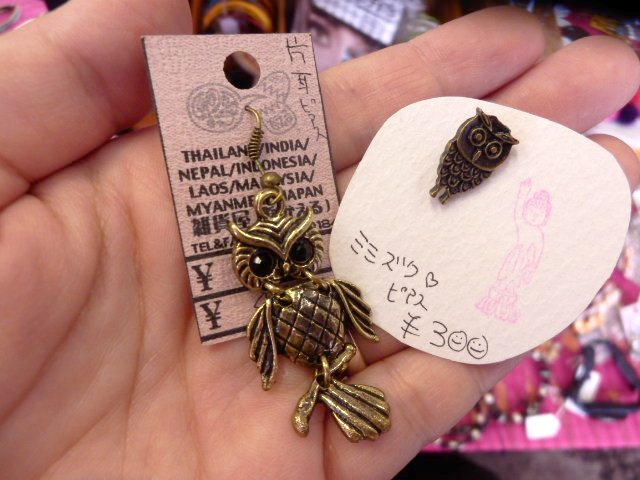 片耳ピアス
THAILAND/INDIA/
NEPAL/INDONESIA/
LAOS/MALAYSIA/
MYANMER/JAPAN
雑貨屋
TEL&F
¥
¥
ミミズク♡
ピアス
¥300